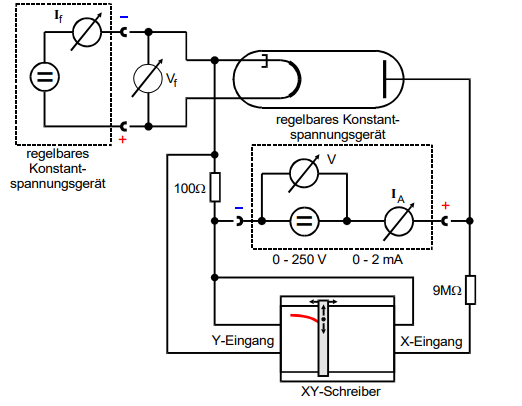 I_f
−
V_f
+
regelbares
Konstant-
spannungsgerät
regelbares Konstant-
spannungsgerät
V
100Ω
−
I_A
+
0 - 250 V
0 - 2 mA
9MΩ
Y-Eingang
X-Eingang
XY-Schreiber